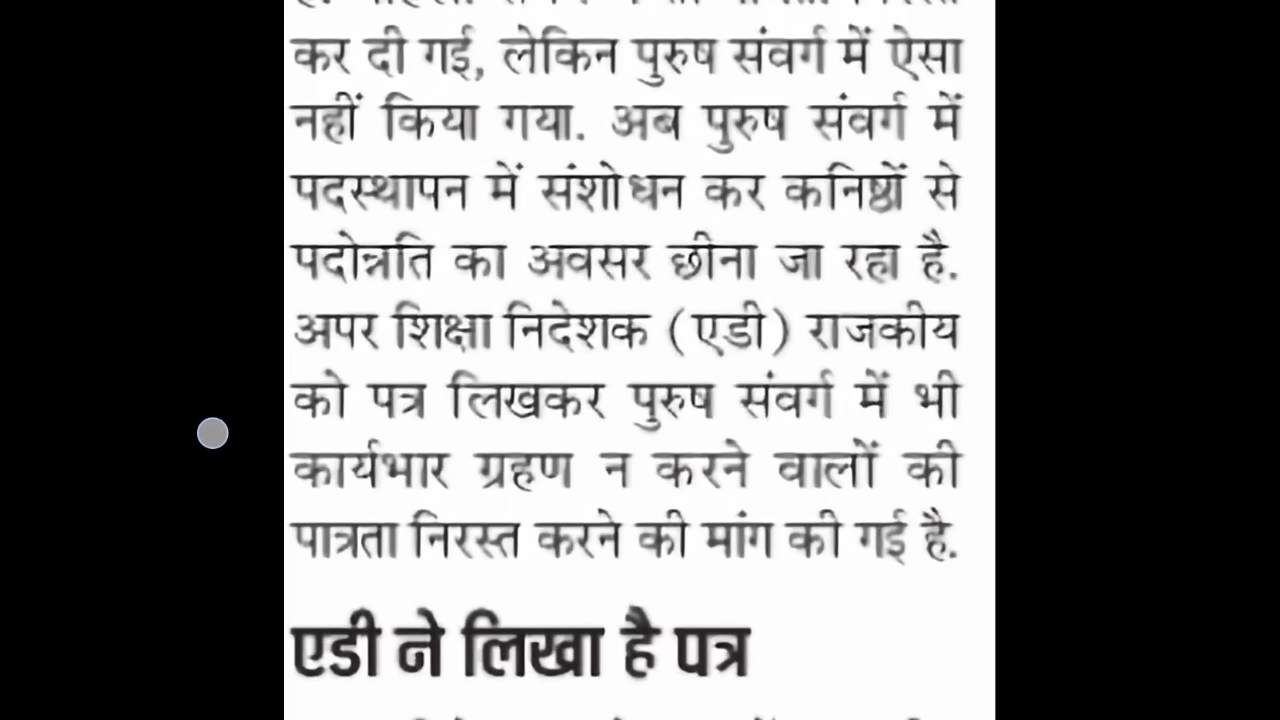 कर दी गई, लेकिन पुरुष संवर्ग में ऐसा
नहीं किया गया. अब पुरुष संवर्ग में
पदस्थापन में संशोधन कर कनिष्ठों से
पदोन्नति का अवसर छीना जा रहा है.
अपर शिक्षा निदेशक (एडी) राजकीय
को पत्र लिखकर पुरुष संवर्ग में भी
कार्यभार ग्रहण न करने वालों की
पात्रता निरस्त करने की मांग की गई है.
एडी ने लिखा है पत्र